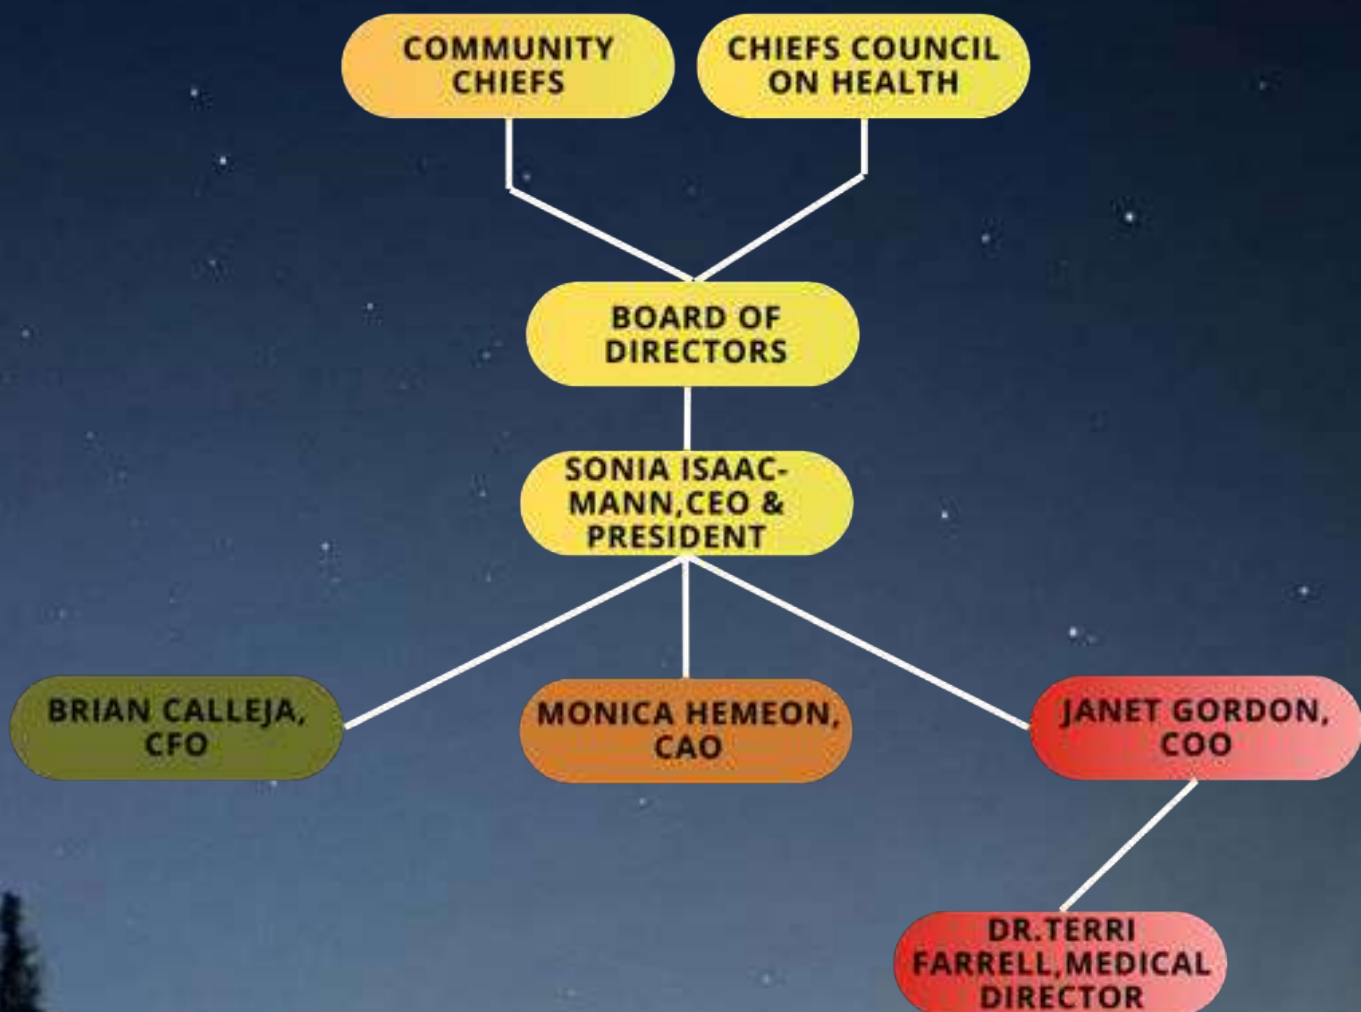 COMMUNITY
CHIEFS
CHIEFS COUNCIL
ON HEALTH
BOARD OF
DIRECTORS
SONIA ISAAC-
MANN,CEO &
PRESIDENT
BRIAN CALLEJA,
CFO
MONICA HEMEON,
CAO
JANET GORDON,
COO
DR.TERRI
FARRELL,MEDICAL
DIRECTOR